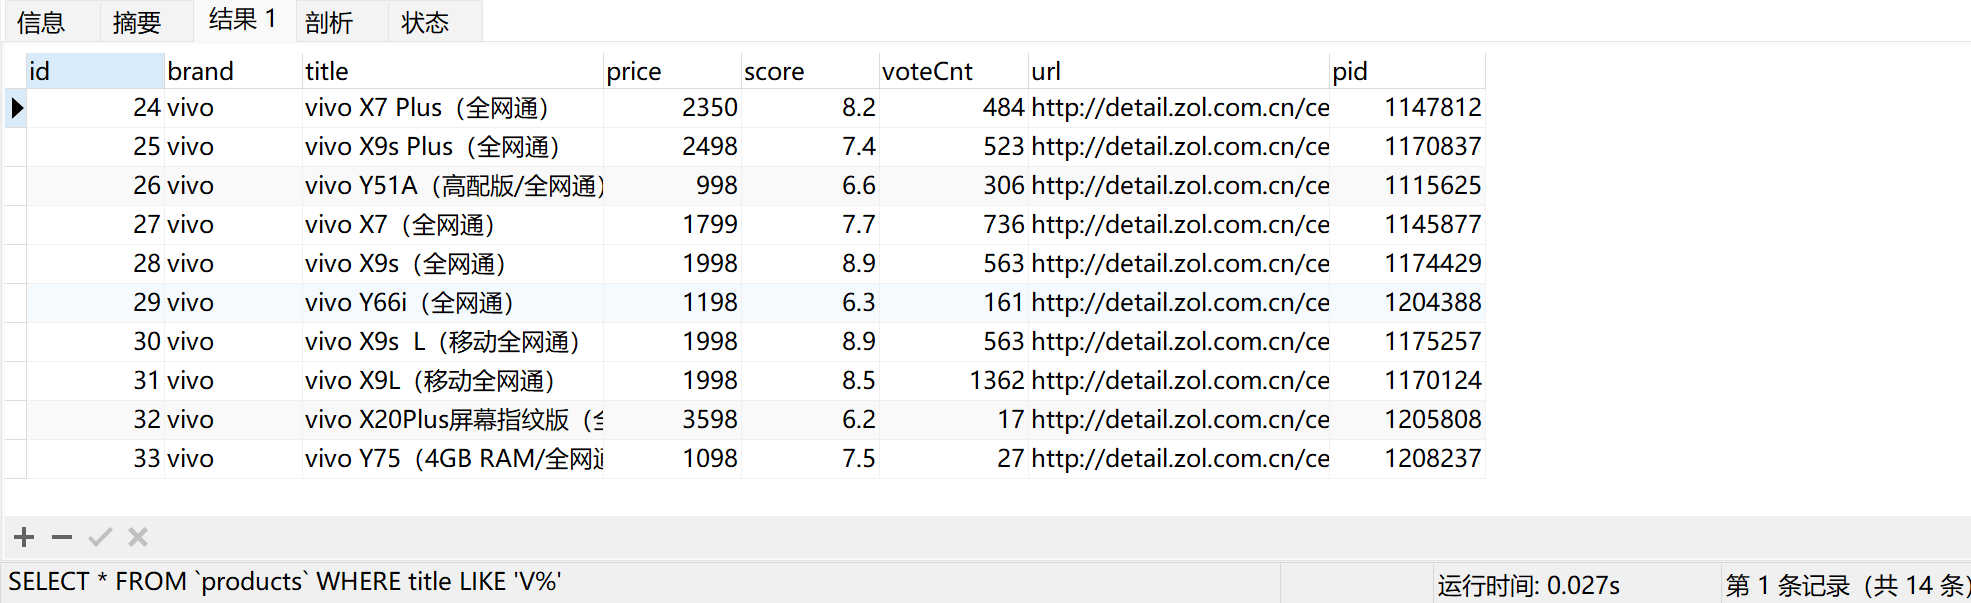 信息 摘要 结果 1 剖析 状态
id brand title price score voteCnt url pid
24 vivo vivo X7 Plus（全网通） 2350 8.2 484 http://detail.zol.com.cn/ce 1147812
25 vivo vivo X9s Plus（全网通） 2498 7.4 523 http://detail.zol.com.cn/ce 1170837
26 vivo vivo Y51A（高配版/全网通） 998 6.6 306 http://detail.zol.com.cn/ce 1115625
27 vivo vivo X7（全网通） 1799 7.7 736 http://detail.zol.com.cn/ce 1145877
28 vivo vivo X9s（全网通） 1998 8.9 563 http://detail.zol.com.cn/ce 1174429
29 vivo vivo Y66i（全网通） 1198 6.3 161 http://detail.zol.com.cn/ce 1204388
30 vivo vivo X9s  L（移动全网通） 1998 8.9 563 http://detail.zol.com.cn/ce 1175257
31 vivo vivo X9L（移动全网通） 1998 8.5 1362 http://detail.zol.com.cn/ce 1170124
32 vivo vivo X20Plus屏幕指纹版（全 3598 6.2 17 http://detail.zol.com.cn/ce 1205808
33 vivo vivo Y75（4GB RAM/全网通 1098 7.5 27 http://detail.zol.com.cn/ce 1208237
SELECT * FROM `products` WHERE title LIKE 'V%' 运行时间: 0.027s 第 1 条记录（共 14 条）